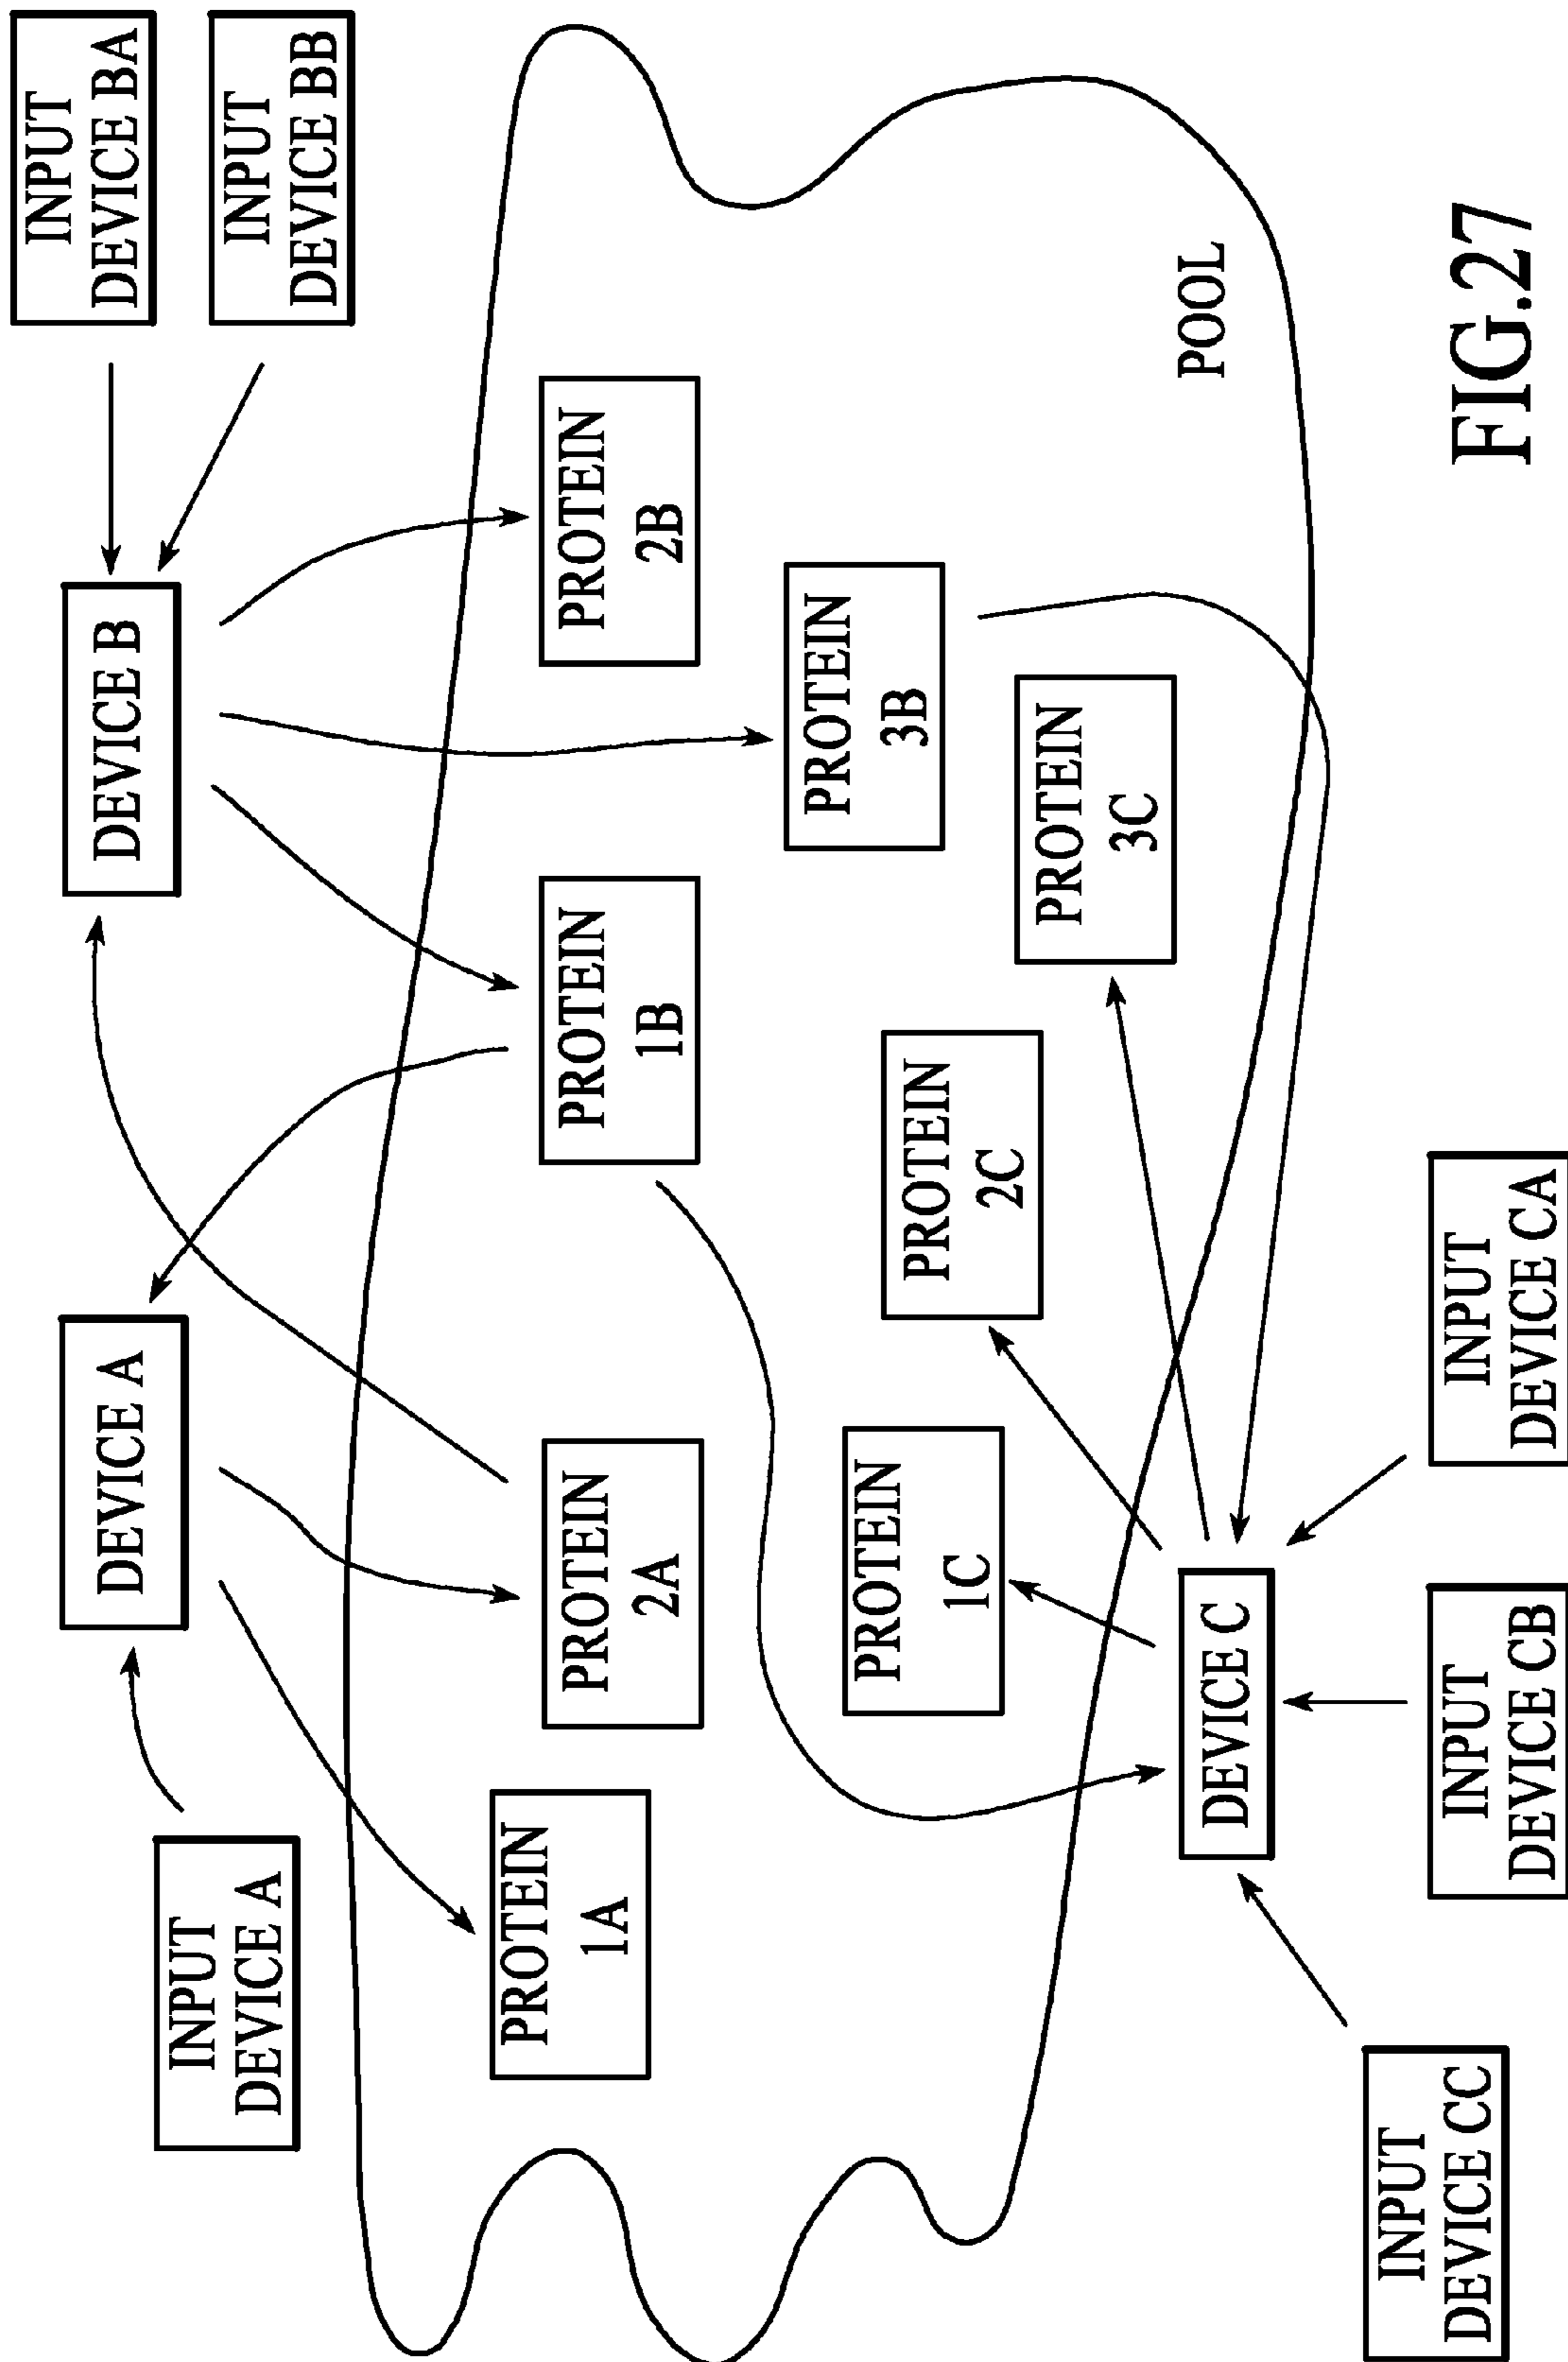 INPUT
DEVICE A
DEVICE A
DEVICE B
INPUT
DEVICE BA
INPUT
DEVICE BB
PROTEIN
1A
PROTEIN
2A
PROTEIN
1B
PROTEIN
2B
PROTEIN
3B
PROTEIN
1C
PROTEIN
2C
PROTEIN
3C
POOL
DEVICE C
INPUT
DEVICE CC
INPUT
DEVICE CB
INPUT
DEVICE CA
FIG.27